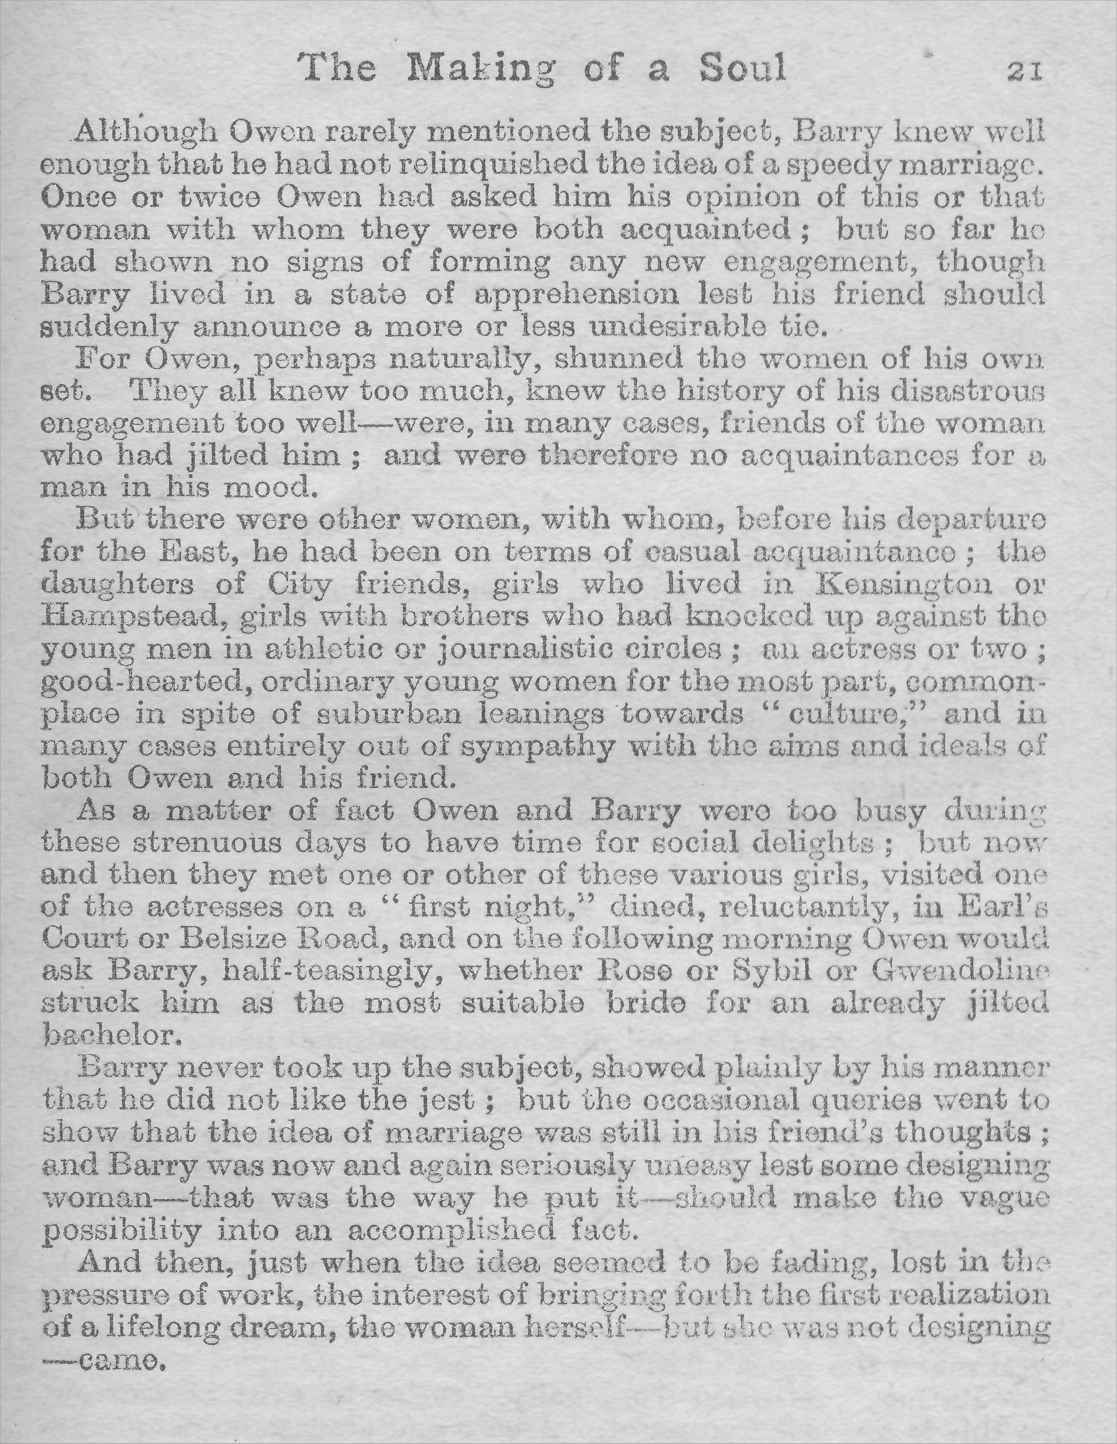 The Making of a Soul 21
Although Owen rarely mentioned the subject, Barry knew well
enough that he had not relinquished the idea of a speedy marriage.
Once or twice Owen had asked him his opinion of this or that
woman with whom they were both acquainted ; but so far he
had shown no signs of forming any new engagement, though
Barry lived in a state of apprehension lest his friend should
suddenly announce a more or less undesirable tie.
For Owen, perhaps naturally, shunned the women of his own
set. They all knew too much, knew the history of his disastrous
engagement too well—were, in many cases, friends of the woman
who had jilted him ; and were therefore no acquaintances for a
man in his mood.
But there were other women, with whom, before his departure
for the East, he had been on terms of casual acquaintance ; the
daughters of City friends, girls who lived in Kensington or
Hampstead, girls with brothers who had knocked up against the
young men in athletic or journalistic circles ; an actress or two ;
good-hearted, ordinary young women for the most part, common-
place in spite of suburban leanings towards “ culture,” and in
many cases entirely out of sympathy with the aims and ideals of
both Owen and his friend.
As a matter of fact Owen and Barry were too busy during
these strenuous days to have time for social delights ; but now
and then they met one or other of these various girls, visited one
of the actresses on a “ first night,” dined, reluctantly, in Earl's
Court or Belsize Road, and on the following morning Owen would
ask Barry, half-teasingly, whether Rose or Sybil or Gwendoline
struck him as the most suitable bride for an already jilted
bachelor.
Barry never took up the subject, showed plainly by his manner
that he did not like the jest ; but the occasional queries went to
show that the idea of marriage was still in his friend's thoughts ;
and Barry was now and again seriously uneasy lest some designing
woman—that was the way he put it—should make the vague
possibility into an accomplished fact.
And then, just when the idea seemed to be fading, lost in the
pressure of work, the interest of bringing forth the first realization
of a lifelong dream, the woman herself—but she was not designing
—came.